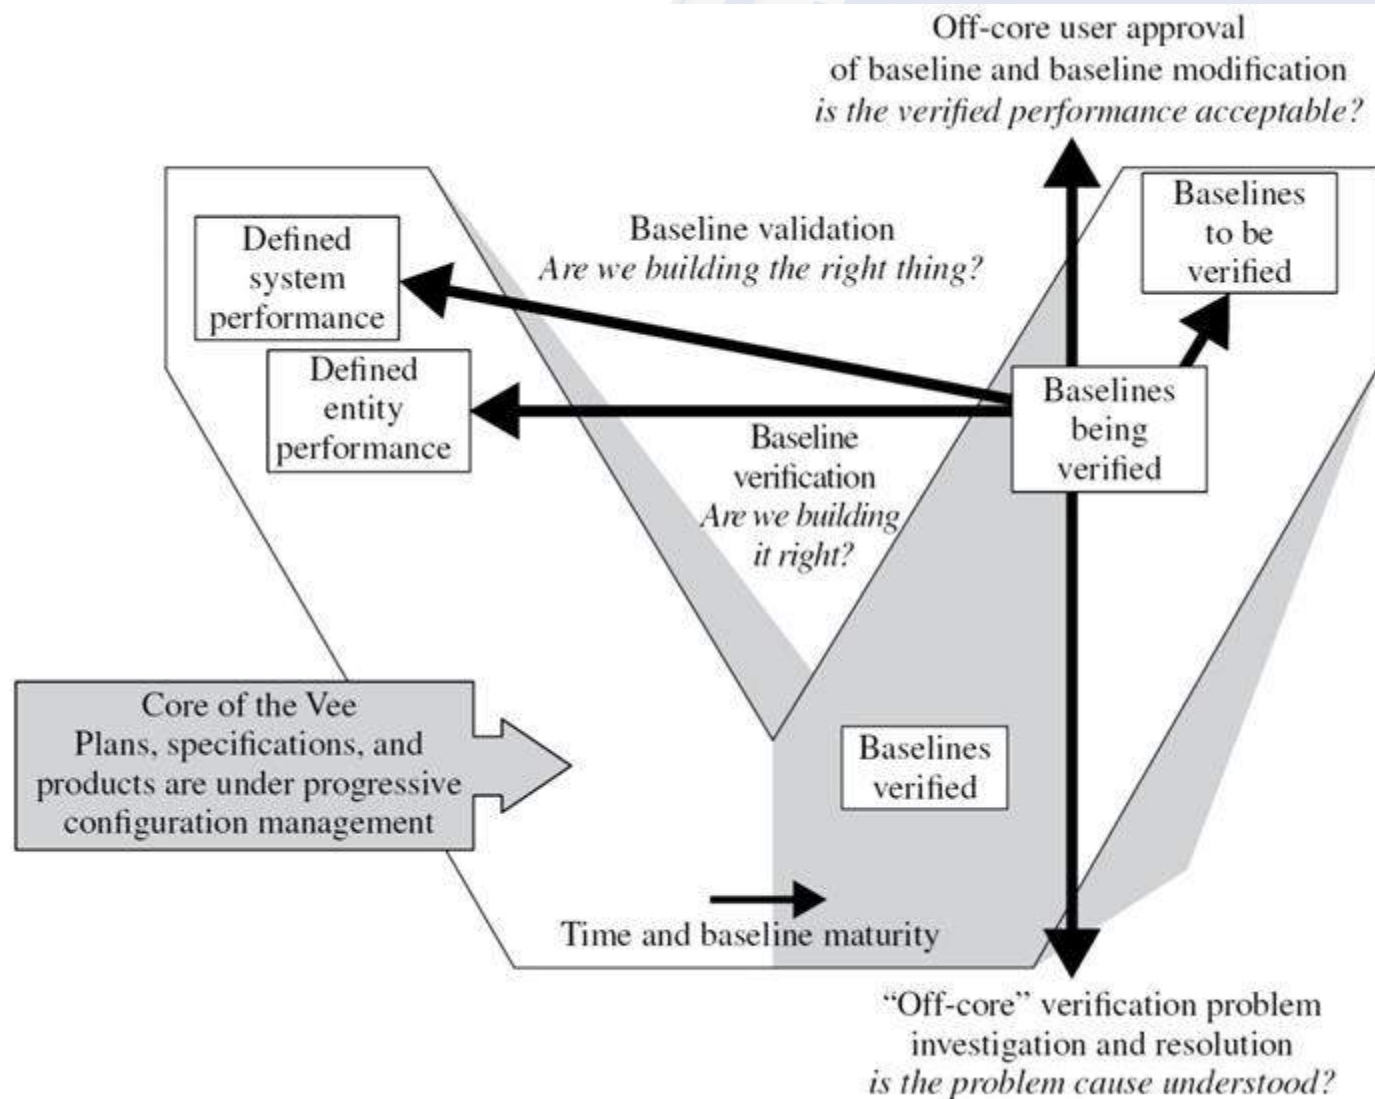 Off-core user approval
of baseline and baseline modification
is the verified performance acceptable?
Baselines
to be
verified
Baseline validation
Are we building the right thing?
Defined
system
performance
Defined
entity
performance
Baselines
being
verified
Baseline
verification
Are we building
it right?
Core of the Vee
Plans, specifications, and
products are under progressive
configuration management
Baselines
verified
Time and baseline maturity
“Off-core” verification problem
investigation and resolution
is the problem cause understood?